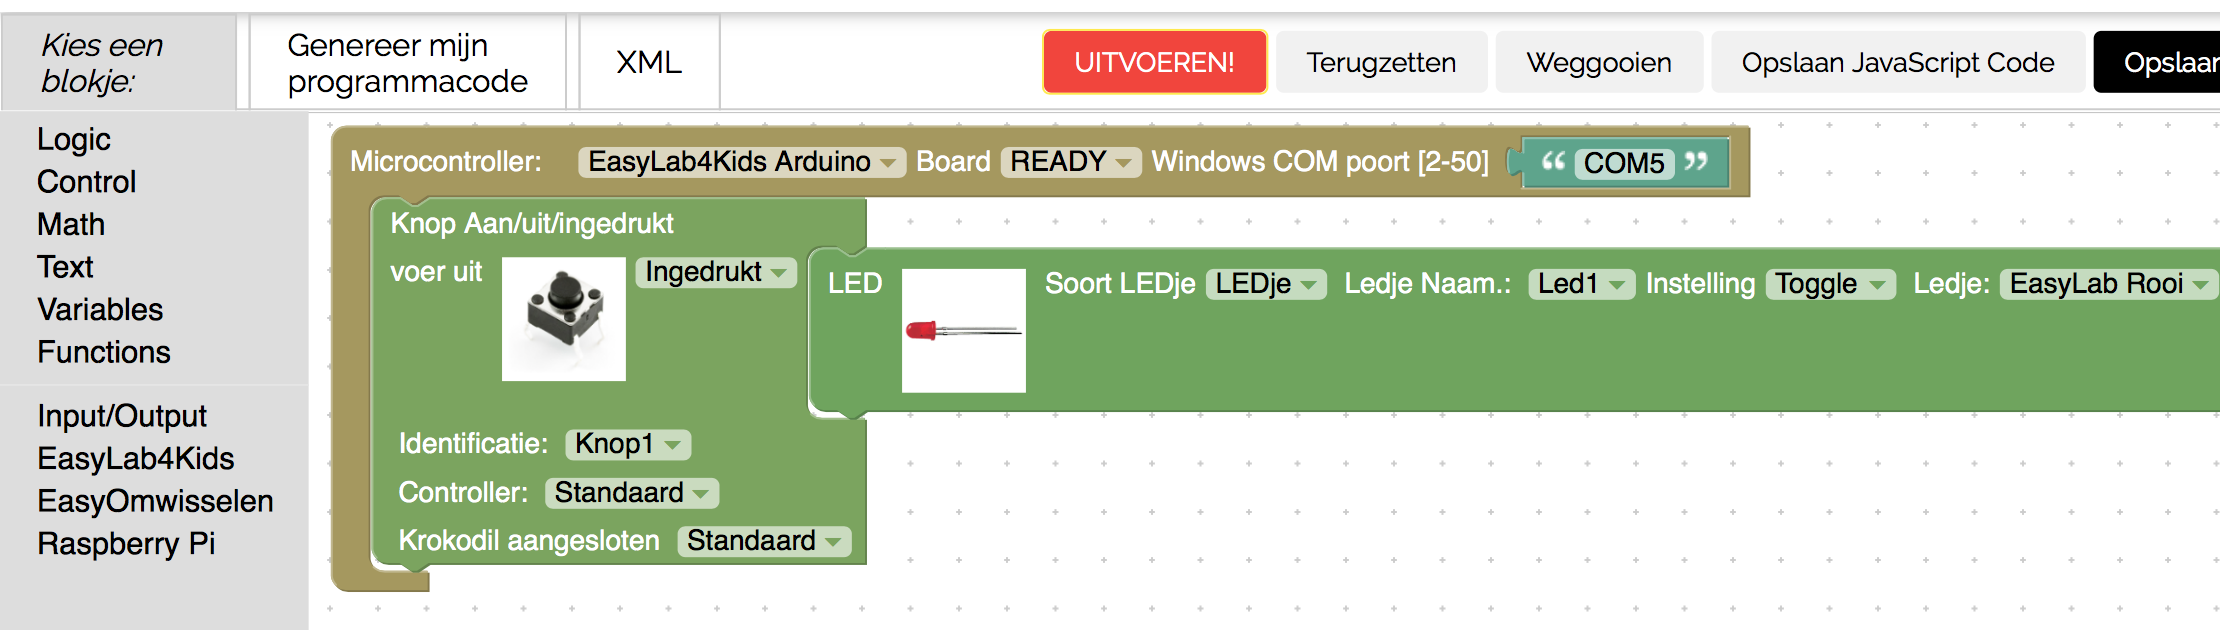 Kies een
blokje:
Genereer mijn
programmacode
XML
UITVOEREN!
Terugzetten
Weggooien
Opslaan JavaScript Code
Opslaan
Logic
Control
Math
Text
Variables
Functions
Input/Output
EasyLab4Kids
EasyOmwisselen
Raspberry Pi
Microcontroller: EasyLab4Kids Arduino Board READY Windows COM poort [2-50] “ COM5 ”
Knop Aan/uit/ingedrukt
voer uit Ingedrukt
LED Soort LEDje LEDje Ledje Naam.: Led1 Instelling Toggle Ledje: EasyLab Rooi
Identificatie: Knop1
Controller: Standaard
Krokodil aangesloten Standaard